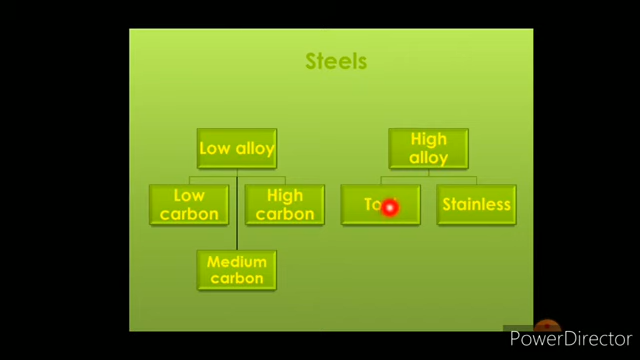 Steels
Low alloy
High
alloy
Low
carbon
High
carbon
Stainless
Medium
carbon
PowerDirector